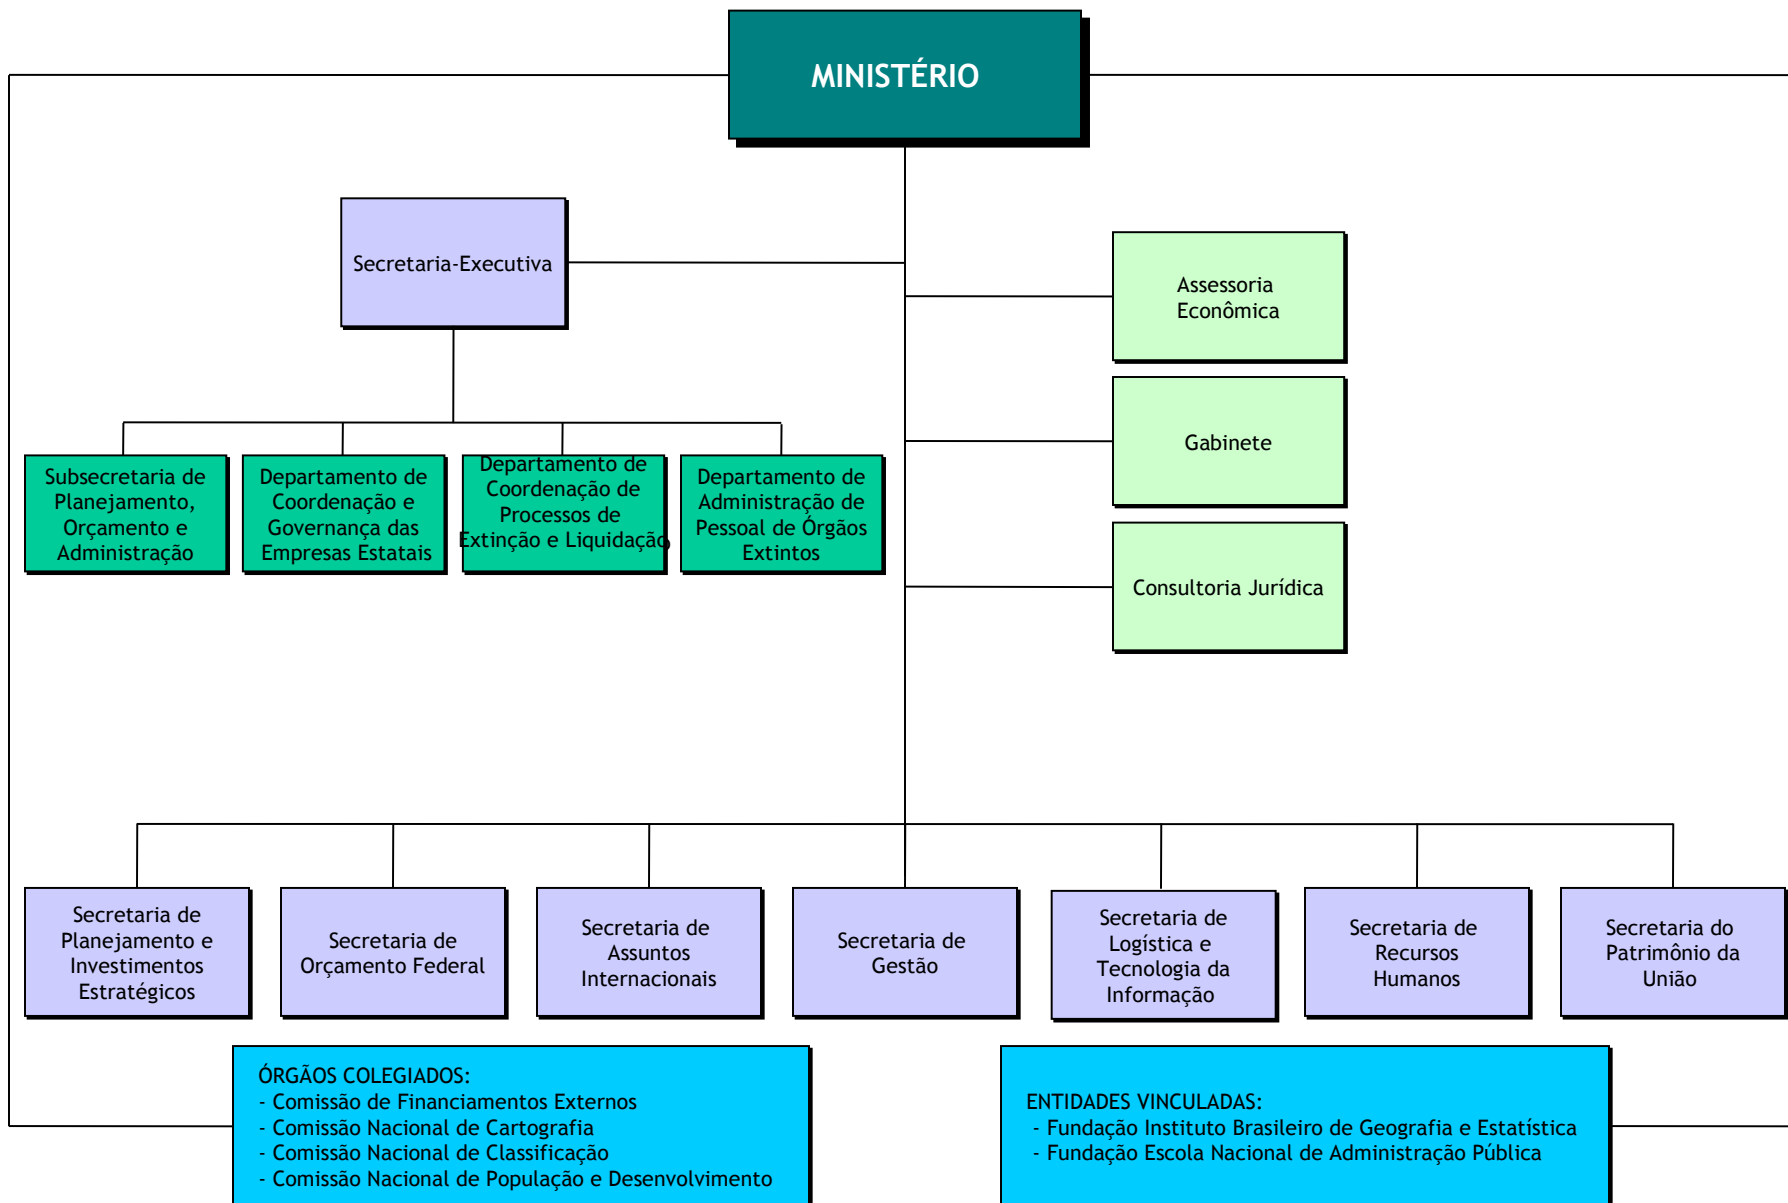 MINISTÉRIO
Secretaria-Executiva
Assessoria
Econômica
Gabinete
Consultoria Jurídica
Subsecretaria de
Planejamento,
Orçamento e
Administração
Departamento de
Coordenação e
Governança das
Empresas Estatais
Departamento de
Coordenação de
Processos de
Extinção e Liquidação
Departamento de
Administração de
Pessoal de Órgãos
Extintos
Secretaria de
Planejamento e
Investimentos
Estratégicos
Secretaria de
Orçamento Federal
Secretaria de
Assuntos
Internacionais
Secretaria de
Gestão
Secretaria de
Logística e
Tecnologia da
Informação
Secretaria de
Recursos
Humanos
Secretaria do
Patrimônio da
União
ÓRGÃOS COLEGIADOS:
- Comissão de Financiamentos Externos
- Comissão Nacional de Cartografia
- Comissão Nacional de Classificação
- Comissão Nacional de População e Desenvolvimento
ENTIDADES VINCULADAS:
- Fundação Instituto Brasileiro de Geografia e Estatística
- Fundação Escola Nacional de Administração Pública